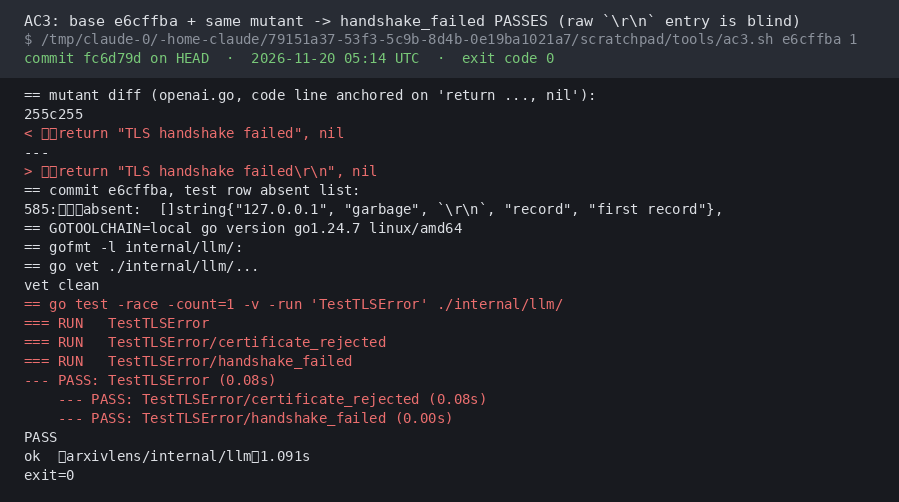 AC3: base e6cffba + same mutant -> handshake_failed PASSES (raw `\r\n` entry is blind)
$ /tmp/claude-0/-home-claude/79151a37-53f3-5c9b-8d4b-0e19ba1021a7/scratchpad/tools/ac3.sh e6cffba 1
commit fc6d79d on HEAD · 2026-11-20 05:14 UTC · exit code 0
== mutant diff (openai.go, code line anchored on 'return ..., nil'):
255c255
< return "TLS handshake failed", nil
---
> return "TLS handshake failed\r\n", nil
== commit e6cffba, test row absent list:
585: absent:  []string{"127.0.0.1", "garbage", `\r\n`, "record", "first record"},
== GOTOOLCHAIN=local go version go1.24.7 linux/amd64
== gofmt -l internal/llm/:
== go vet ./internal/llm/...
vet clean
== go test -race -count=1 -v -run 'TestTLSError' ./internal/llm/
=== RUN   TestTLSError
=== RUN   TestTLSError/certificate_rejected
=== RUN   TestTLSError/handshake_failed
--- PASS: TestTLSError (0.08s)
    --- PASS: TestTLSError/certificate_rejected (0.08s)
    --- PASS: TestTLSError/handshake_failed (0.00s)
PASS
ok  arxivlens/internal/llm 1.091s
exit=0